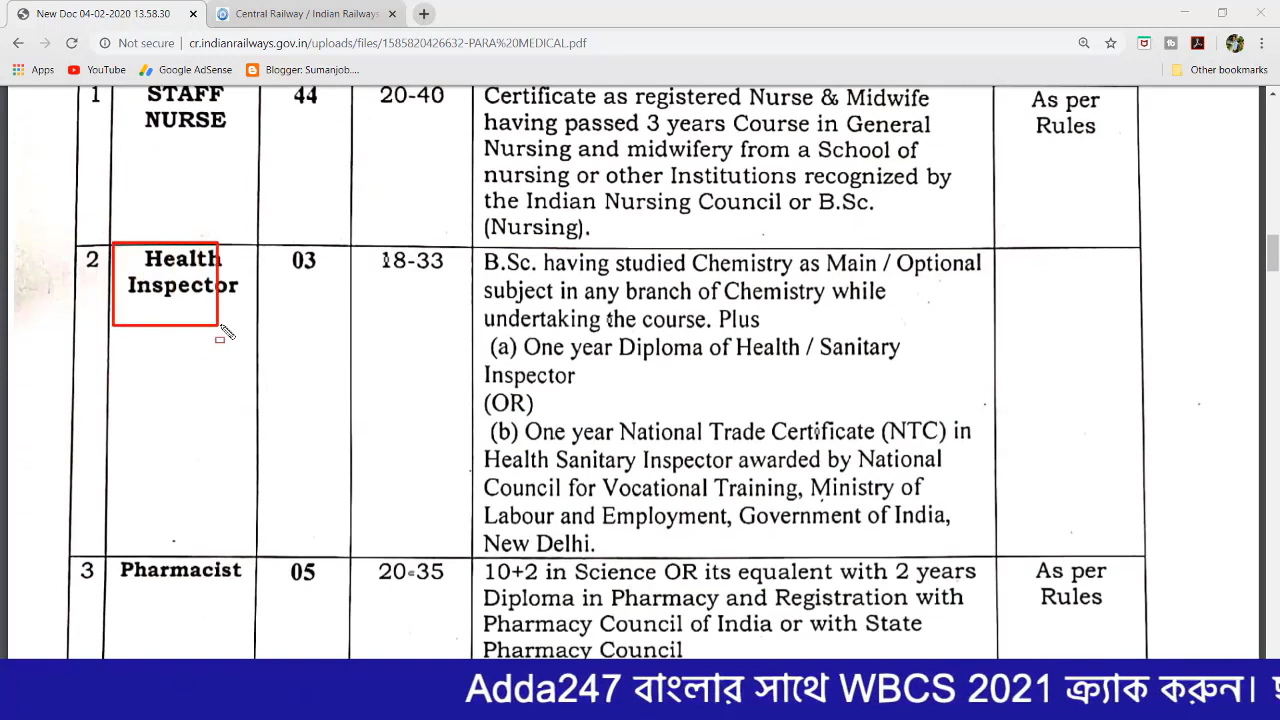 New Doc 04-02-2020 13.58.30
Central Railway / Indian Railways
Not secure
cr.indianrailways.gov.in/uploads/files/1585820426632-PARA%20MEDICAL.pdf
Apps
YouTube
Google AdSense
Blogger: Sumanjob....
Other bookmarks
1
STAFF
NURSE
44
20-40
Certificate as registered Nurse & Midwife
having passed 3 years Course in General
Nursing and midwifery from a School of
nursing or other Institutions recognized by
the Indian Nursing Council or B.Sc.
(Nursing).
As per
Rules
2
Health
Inspector
03
18-33
B.Sc. having studied Chemistry as Main / Optional
subject in any branch of Chemistry while
undertaking the course. Plus
(a) One year Diploma of Health / Sanitary
Inspector
(OR)
(b) One year National Trade Certificate (NTC) in
Health Sanitary Inspector awarded by National
Council for Vocational Training, Ministry of
Labour and Employment, Government of India,
New Delhi.
3
Pharmacist
05
20-35
10+2 in Science OR its equalent with 2 years
Diploma in Pharmacy and Registration with
Pharmacy Council of India or with State
Pharmacy Council
As per
Rules
Adda247 বাংলার সাথে WBCS 2021 ক্র্যাক করুন।